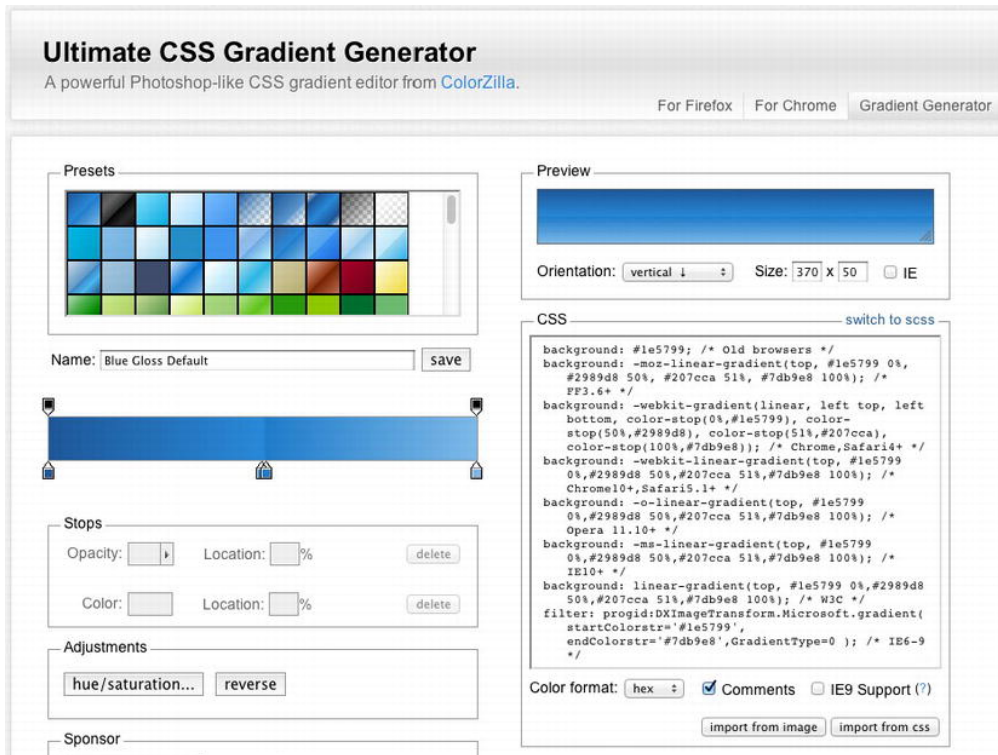 Ultimate CSS Gradient Generator
A powerful Photoshop-like CSS gradient editor from ColorZilla.
For Firefox For Chrome Gradient Generator
Presets
Name: Blue Gloss Default save
Stops
Opacity: Location: % delete
Color: Location: % delete
Adjustments
hue/saturation... reverse
Sponsor
Preview
Orientation: vertical ↓ Size: 370 x 50 IE
CSS switch to scss
background: #1e5799; /* Old browsers */
background: -moz-linear-gradient(top, #1e5799 0%,
#2989d8 50%, #207cca 51%, #7db9e8 100%); /*
FF3.6+ */
background: -webkit-gradient(linear, left top, left
bottom, color-stop(0%,#1e5799), color-
stop(50%,#2989d8), color-stop(51%,#207cca),
color-stop(100%,#7db9e8)); /* Chrome,Safari4+ */
background: -webkit-linear-gradient(top, #1e5799
0%,#2989d8 50%,#207cca 51%,#7db9e8 100%); /*
Chrome10+,Safari5.1+ */
background: -o-linear-gradient(top, #1e5799
0%,#2989d8 50%,#207cca 51%,#7db9e8 100%); /*
Opera 11.10+ */
background: -ms-linear-gradient(top, #1e5799
0%,#2989d8 50%,#207cca 51%,#7db9e8 100%); /*
IE10+ */
background: linear-gradient(top, #1e5799 0%,#2989d8
50%,#207cca 51%,#7db9e8 100%); /* W3C */
filter: progid:DXImageTransform.Microsoft.gradient(
startColorstr='#1e5799',
endColorstr='#7db9e8',GradientType=0 ); /* IE6-9
*/
Color format: hex Comments IE9 Support (?)
import from image import from css